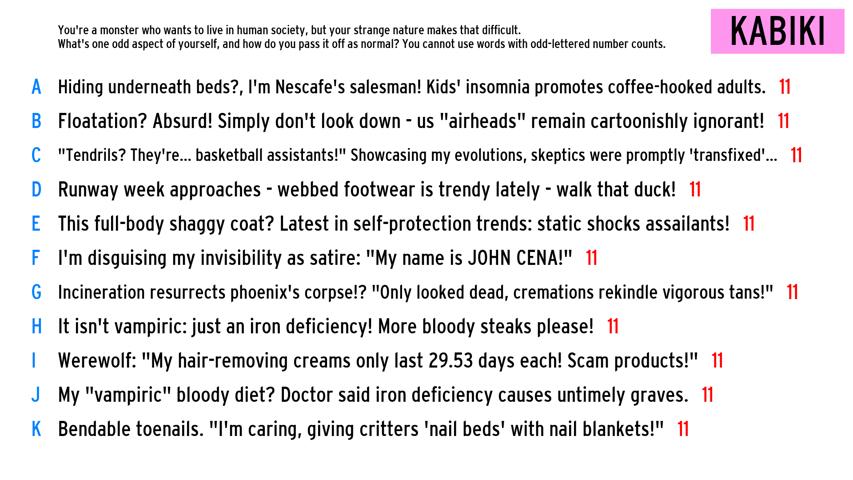 You're a monster who wants to live in human society, but your strange nature makes that difficult.
What's one odd aspect of yourself, and how do you pass it off as normal? You cannot use words with odd-lettered number counts.
KABIKI
A Hiding underneath beds?, I'm Nescafe's salesman! Kids' insomnia promotes coffee-hooked adults. 11
B Floatation? Absurd! Simply don't look down - us "airheads" remain cartoonishly ignorant! 11
C "Tendrils? They're... basketball assistants!" Showcasing my evolutions, skeptics were promptly 'transfixed'... 11
D Runway week approaches - webbed footwear is trendy lately - walk that duck! 11
E This full-body shaggy coat? Latest in self-protection trends: static shocks assailants! 11
F I'm disguising my invisibility as satire: "My name is JOHN CENA!" 11
G Incineration resurrects phoenix's corpse!? "Only looked dead, cremations rekindle vigorous tans!" 11
H It isn't vampiric: just an iron deficiency! More bloody steaks please! 11
I Werewolf: "My hair-removing creams only last 29.53 days each! Scam products!" 11
J My "vampiric" bloody diet? Doctor said iron deficiency causes untimely graves. 11
K Bendable toenails. "I'm caring, giving critters 'nail beds' with nail blankets!" 11